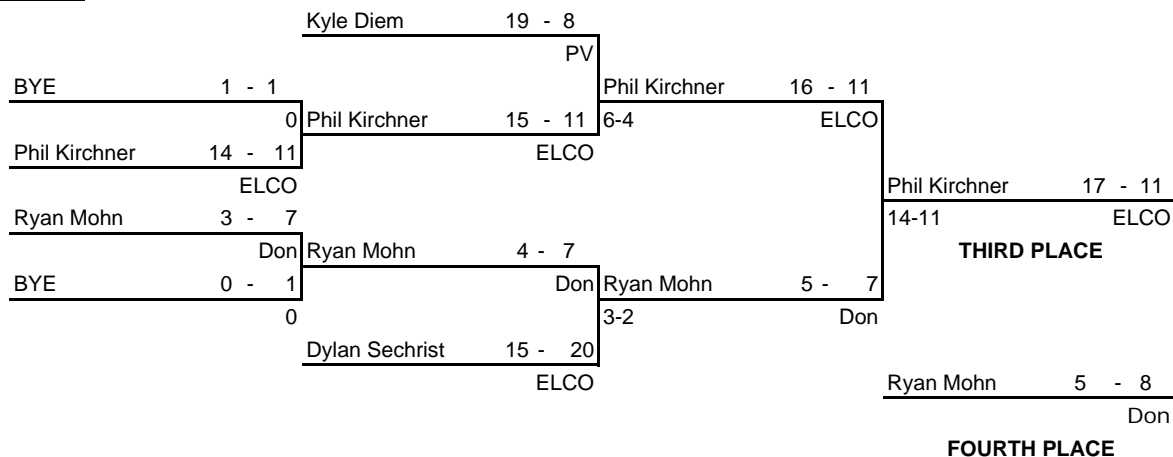 Kyle Diem 19 - 8
PV
BYE 1 - 1 Phil Kirchner 16 - 11
0 Phil Kirchner 15 - 11 6-4 ELCO
Phil Kirchner 14 - 11 ELCO
ELCO Phil Kirchner 17 - 11
Ryan Mohn 3 - 7 14-11 ELCO
Don Ryan Mohn 4 - 7 THIRD PLACE
BYE 0 - 1 Don Ryan Mohn 5 - 7
0 3-2 Don
Dylan Sechrist 15 - 20
ELCO Ryan Mohn 5 - 8
Don
FOURTH PLACE